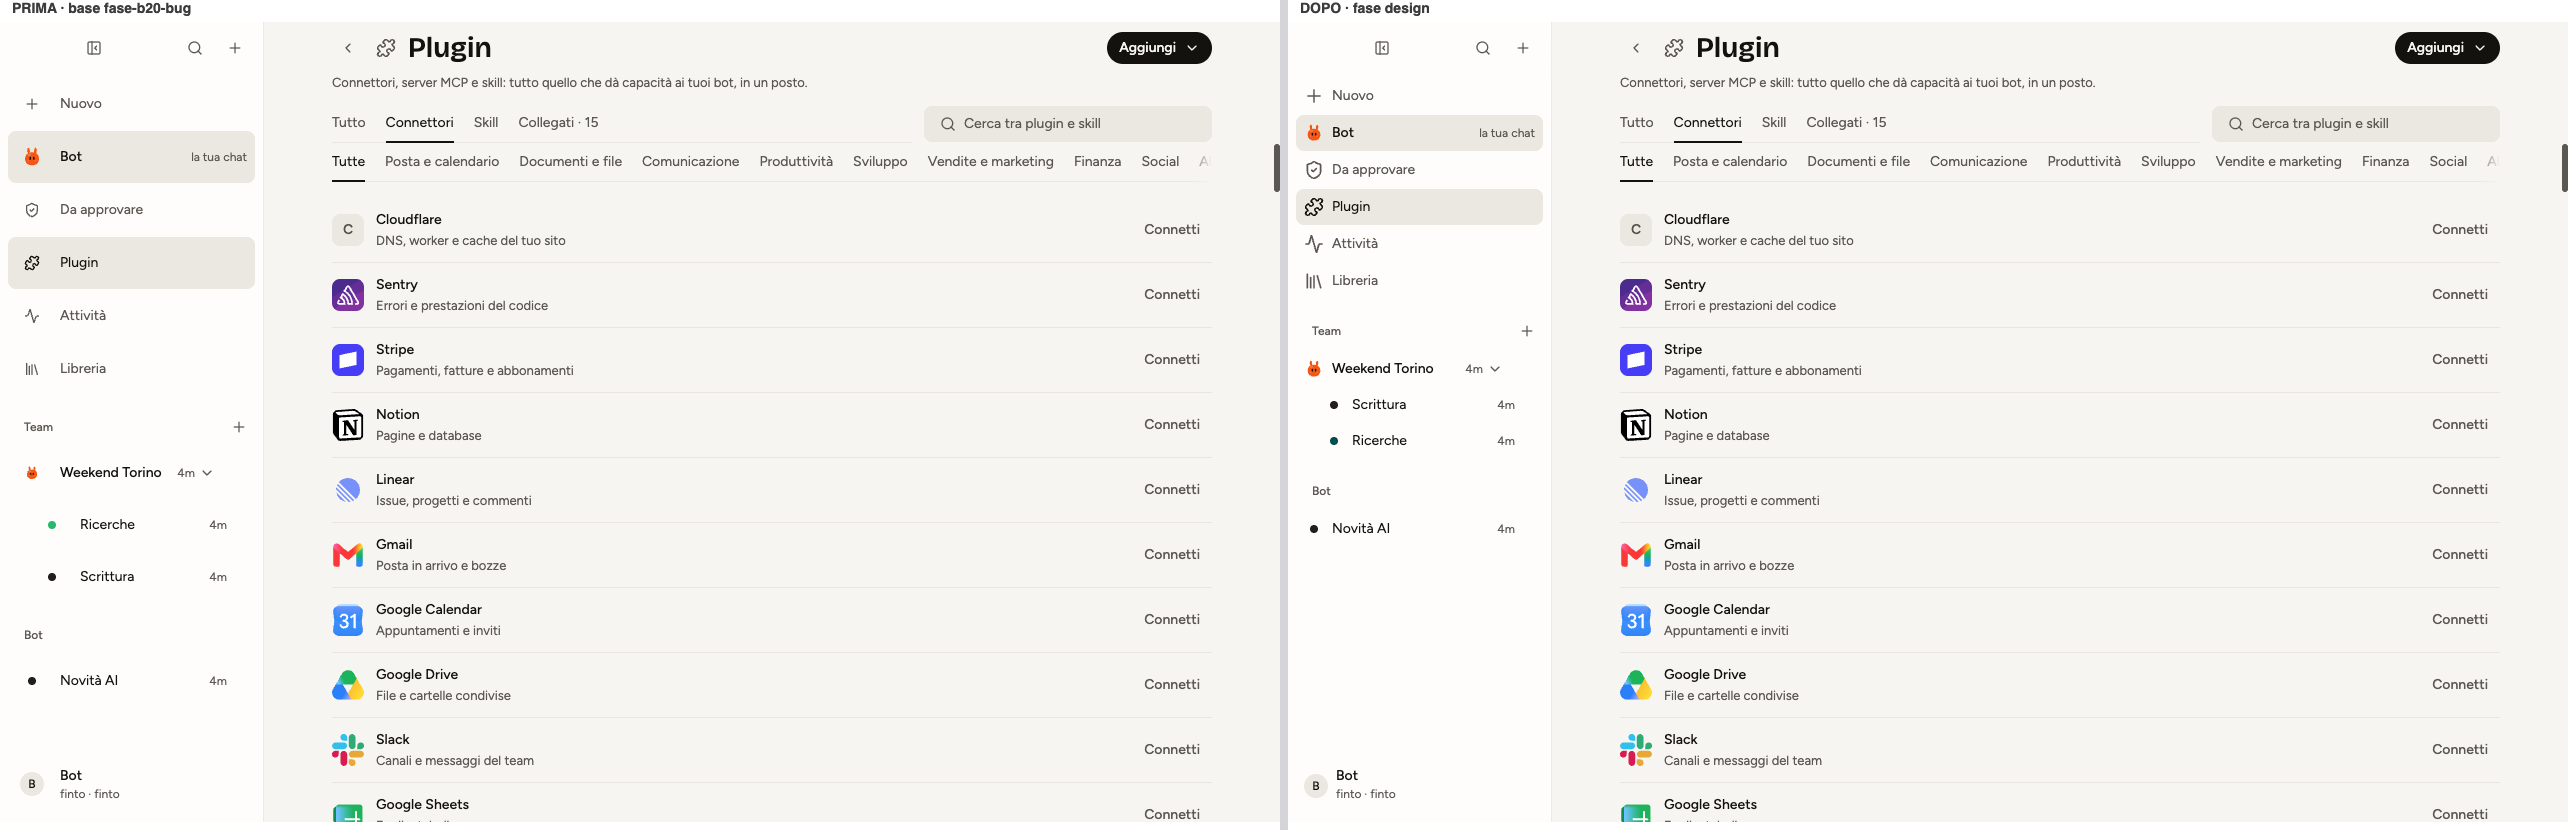 PRIMA · base fase-b20-bug
Nuovo
Bot
la tua chat
Da approvare
Plugin
Attività
Libreria
Team
Weekend Torino
4m
Ricerche
4m
Scrittura
4m
Bot
Novità AI
4m
B
Bot
finto · finto
Plugin
Aggiungi
Connettori, server MCP e skill: tutto quello che dà capacità ai tuoi bot, in un posto.
Tutto Connettori Skill Collegati · 15
Cerca tra plugin e skill
Tutte Posta e calendario Documenti e file Comunicazione Produttività Sviluppo Vendite e marketing Finanza Social
C
Cloudflare
DNS, worker e cache del tuo sito
Connetti
Sentry
Errori e prestazioni del codice
Connetti
Stripe
Pagamenti, fatture e abbonamenti
Connetti
Notion
Pagine e database
Connetti
Linear
Issue, progetti e commenti
Connetti
Gmail
Posta in arrivo e bozze
Connetti
31
Google Calendar
Appuntamenti e inviti
Connetti
Google Drive
File e cartelle condivise
Connetti
Slack
Canali e messaggi del team
Connetti
Google Sheets
Connetti
DOPO · fase design
Nuovo
Bot
la tua chat
Da approvare
Plugin
Attività
Libreria
Team
Weekend Torino
4m
Scrittura
4m
Ricerche
4m
Bot
Novità AI
4m
B
Bot
finto · finto
Plugin
Aggiungi
Connettori, server MCP e skill: tutto quello che dà capacità ai tuoi bot, in un posto.
Tutto Connettori Skill Collegati · 15
Cerca tra plugin e skill
Tutte Posta e calendario Documenti e file Comunicazione Produttività Sviluppo Vendite e marketing Finanza Social
C
Cloudflare
DNS, worker e cache del tuo sito
Connetti
Sentry
Errori e prestazioni del codice
Connetti
Stripe
Pagamenti, fatture e abbonamenti
Connetti
Notion
Pagine e database
Connetti
Linear
Issue, progetti e commenti
Connetti
Gmail
Posta in arrivo e bozze
Connetti
31
Google Calendar
Appuntamenti e inviti
Connetti
Google Drive
File e cartelle condivise
Connetti
Slack
Canali e messaggi del team
Connetti
Google Sheets
Connetti